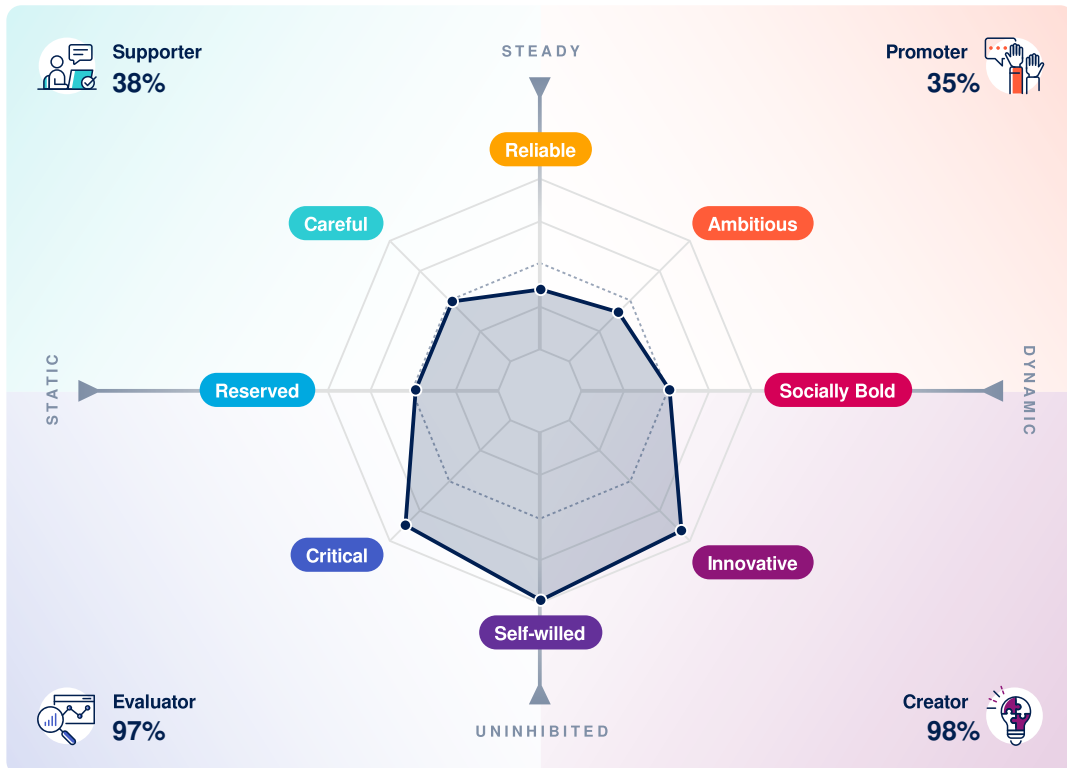 Supporter
38%
STEADY
Promoter
35%
Reliable
Careful
Ambitious
STATIC
Reserved
Socially Bold
DYNAMIC
Critical
Innovative
Self-willed
Evaluator
97%
UNINHIBITED
Creator
98%